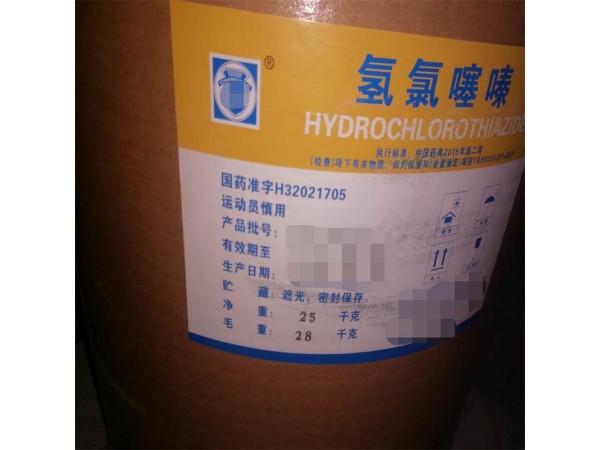 ®
氢氯噻嗪
HYDROCHLOROTHIAZIDE
执行标准:中国药典2015年版二部
国药准字H32021705
运动员慎用
产品批号:
有效期至
生产日期:
贮 藏:遮光,密封保存。
净 重: 25 千克
毛 重: 28 千克